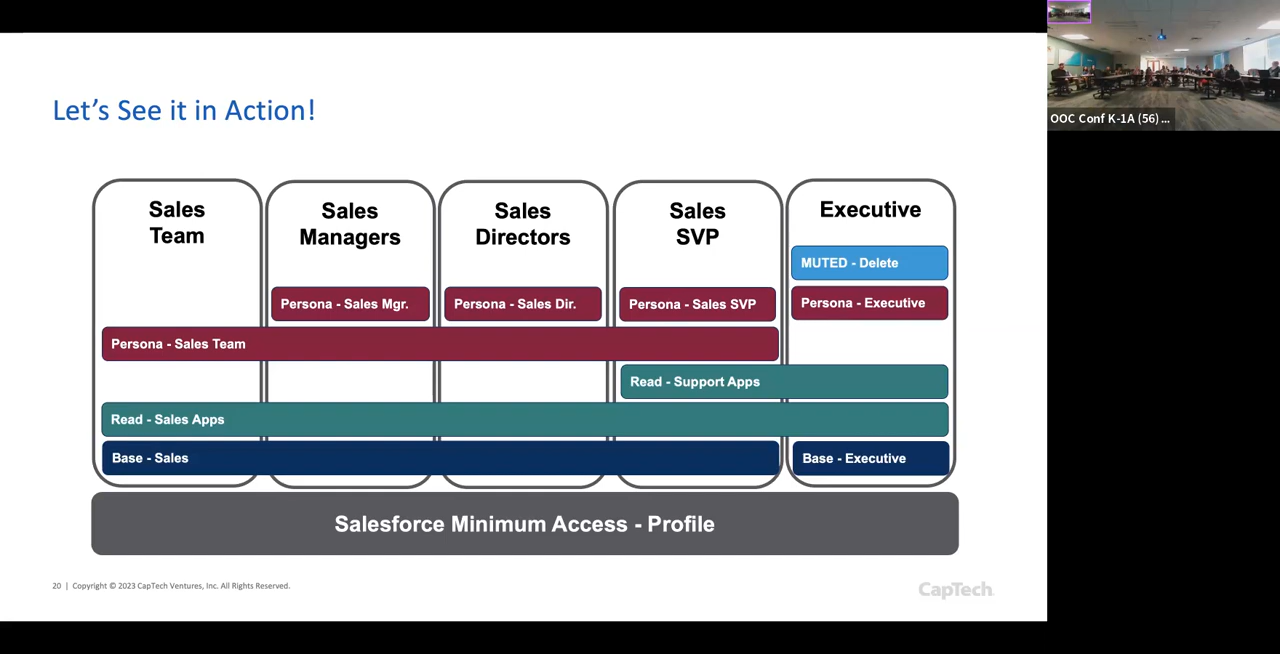 Let's See it in Action!
OOC Conf K-1A (56) ...
Sales
Team
Sales
Managers
Sales
Directors
Sales
SVP
Executive
MUTED - Delete
Persona - Sales Mgr.
Persona - Sales Dir.
Persona - Sales SVP
Persona - Executive
Persona - Sales Team
Read - Support Apps
Read - Sales Apps
Base - Sales
Base - Executive
Salesforce Minimum Access - Profile
20 | Copyright © 2023 CapTech Ventures, Inc. All Rights Reserved.
CapTech